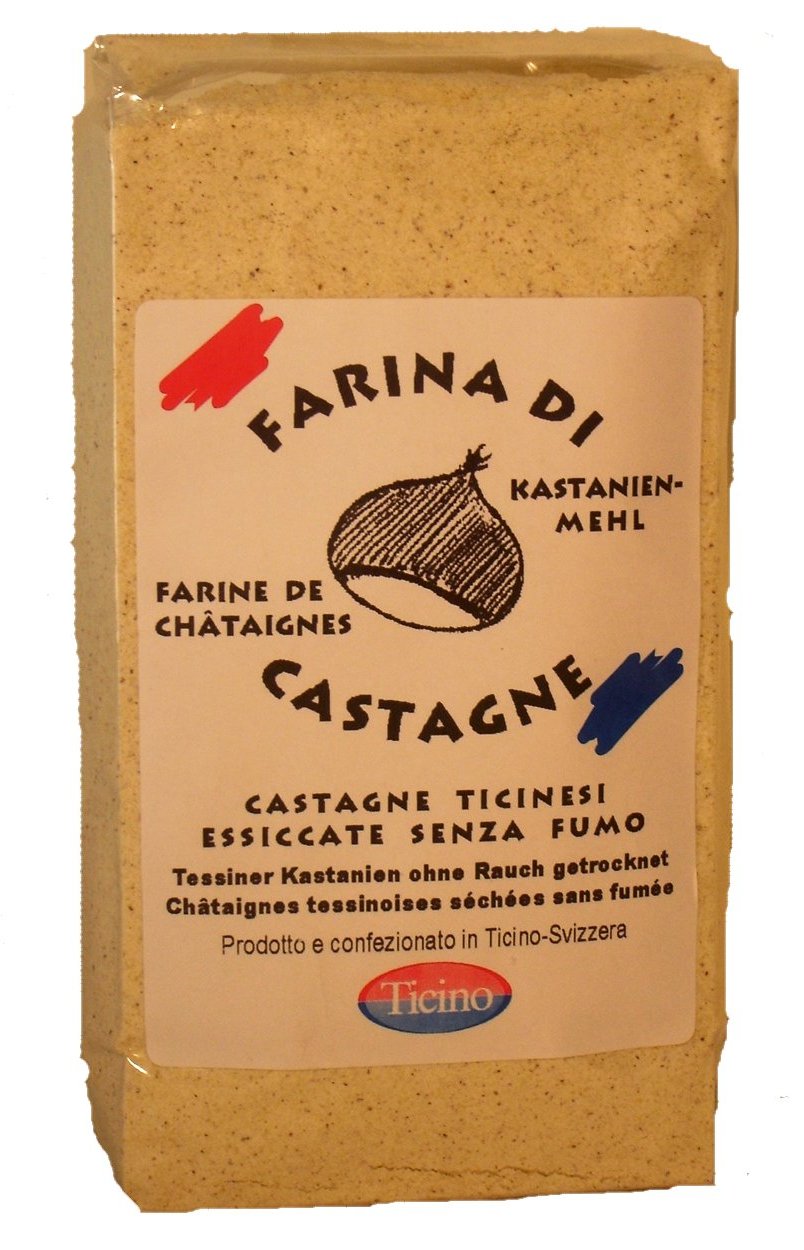 FARINA DI
KASTANIEN-
MEHL
FARINE DE
CHÂTAIGNES
CASTAGNE
CASTAGNE TICINESI
ESSICCATE SENZA FUMO
Tessiner Kastanien ohne Rauch getrocknet
Châtaignes tessinoises séchées sans fumée
Prodotto e confezionato in Ticino-Svizzera
Ticino